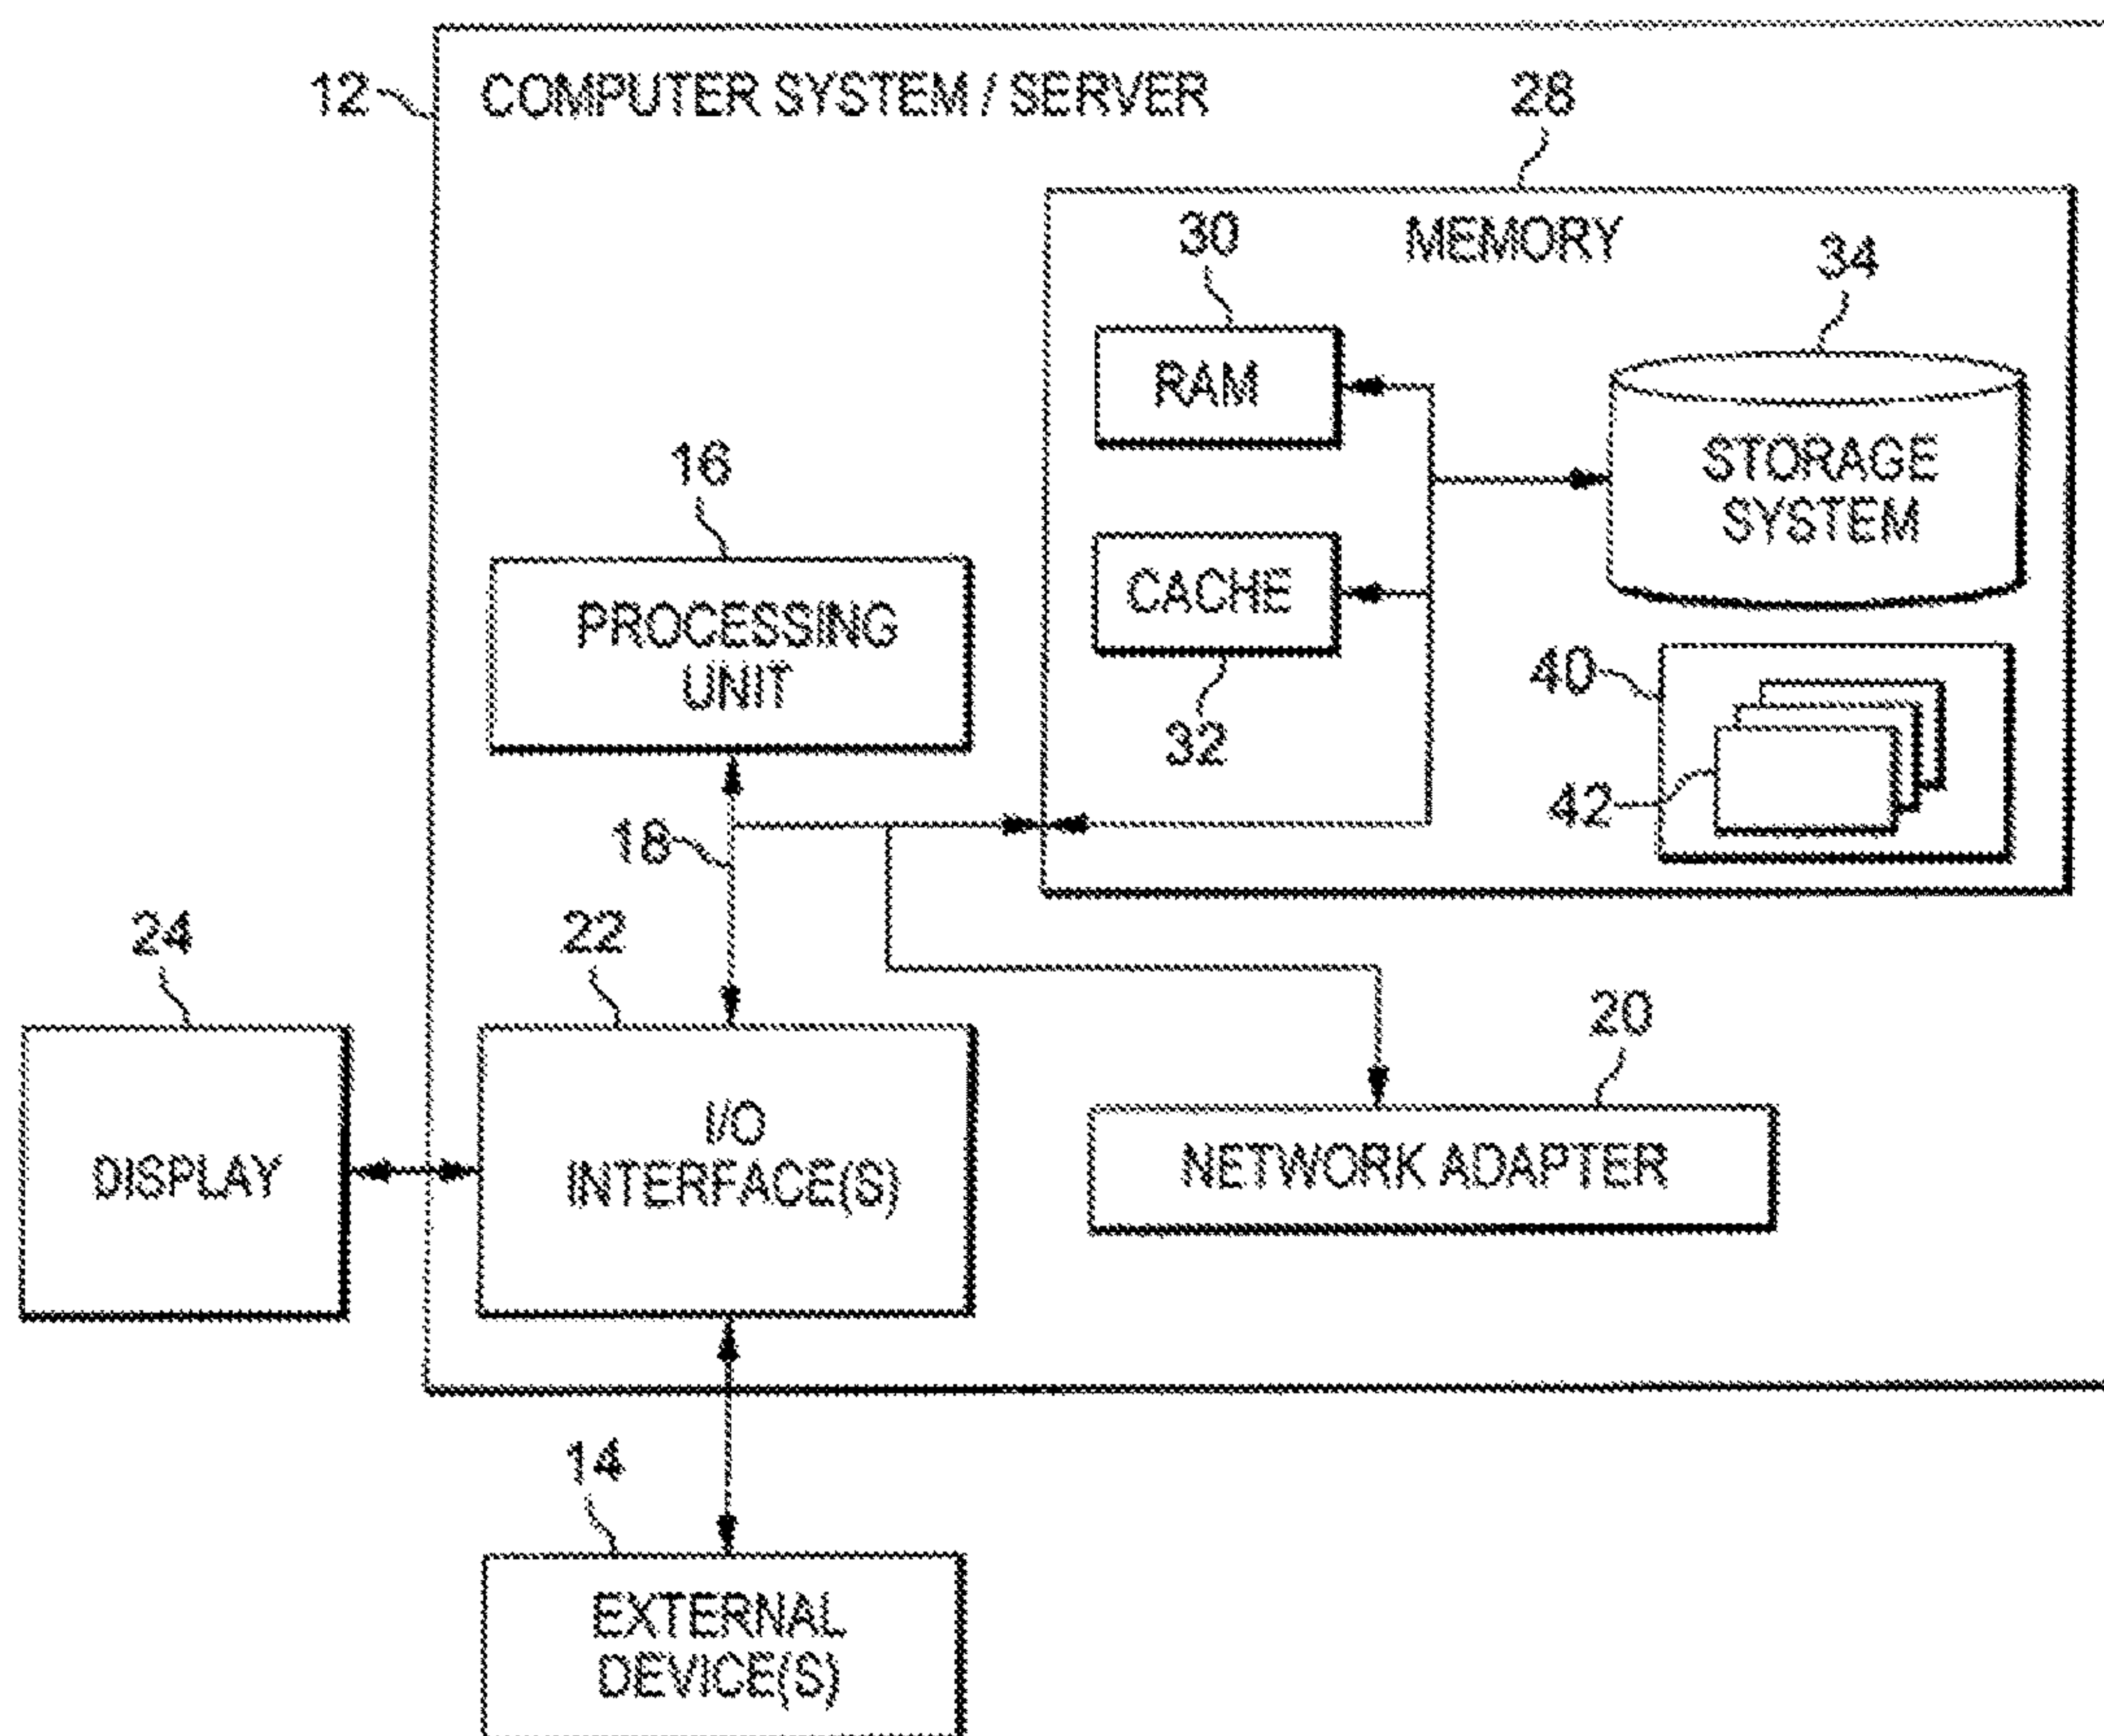 12
COMPUTER SYSTEM / SERVER
28
MEMORY
30
34
RAM
STORAGE
SYSTEM
16
PROCESSING
UNIT
CACHE
32
40
42
18
24
22
20
DISPLAY
I/O
INTERFACE(S)
NETWORK ADAPTER
14
EXTERNAL
DEVICE(S)